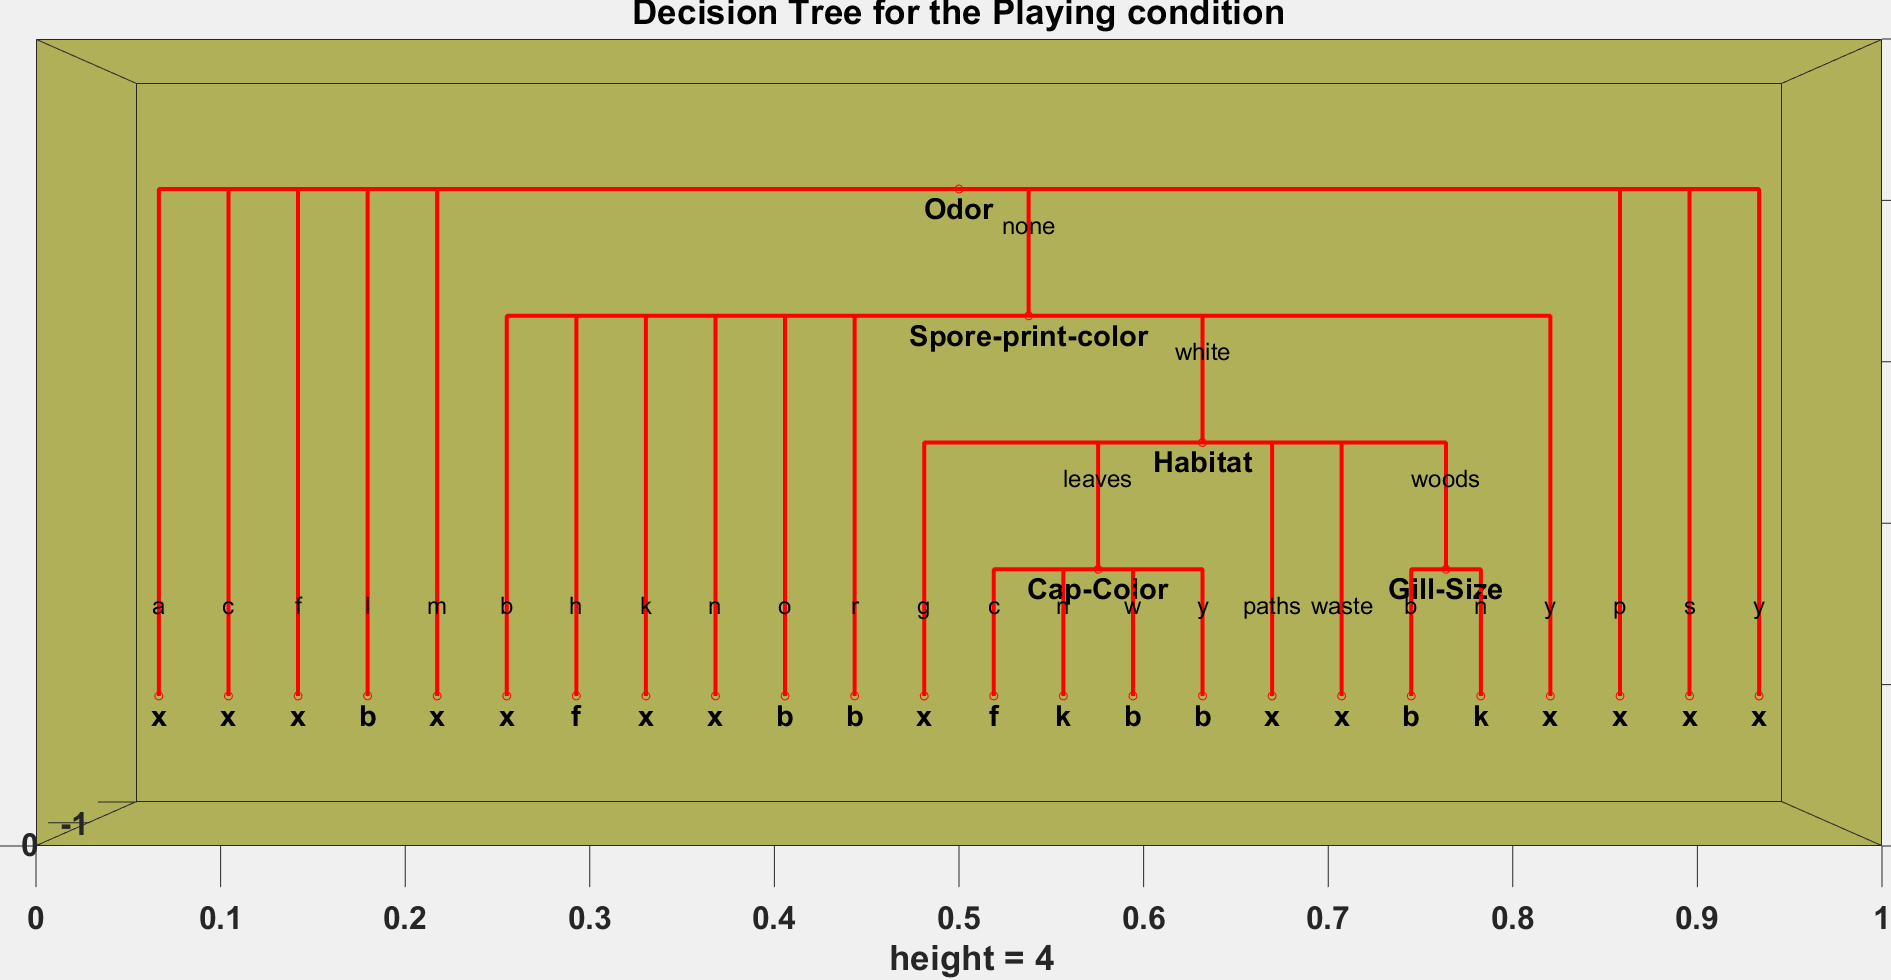 Decision Tree for the Playing condition
Odor
none
Spore-print-color
white
Habitat
leaves woods
Cap-Color Gill-Size
a c f l m b h k n o r g c n w y paths waste b n y p s y
x x x b x x f x x b b x f k b b x x b k x x x x
-1
0
0 0.1 0.2 0.3 0.4 0.5 0.6 0.7 0.8 0.9 1
height = 4